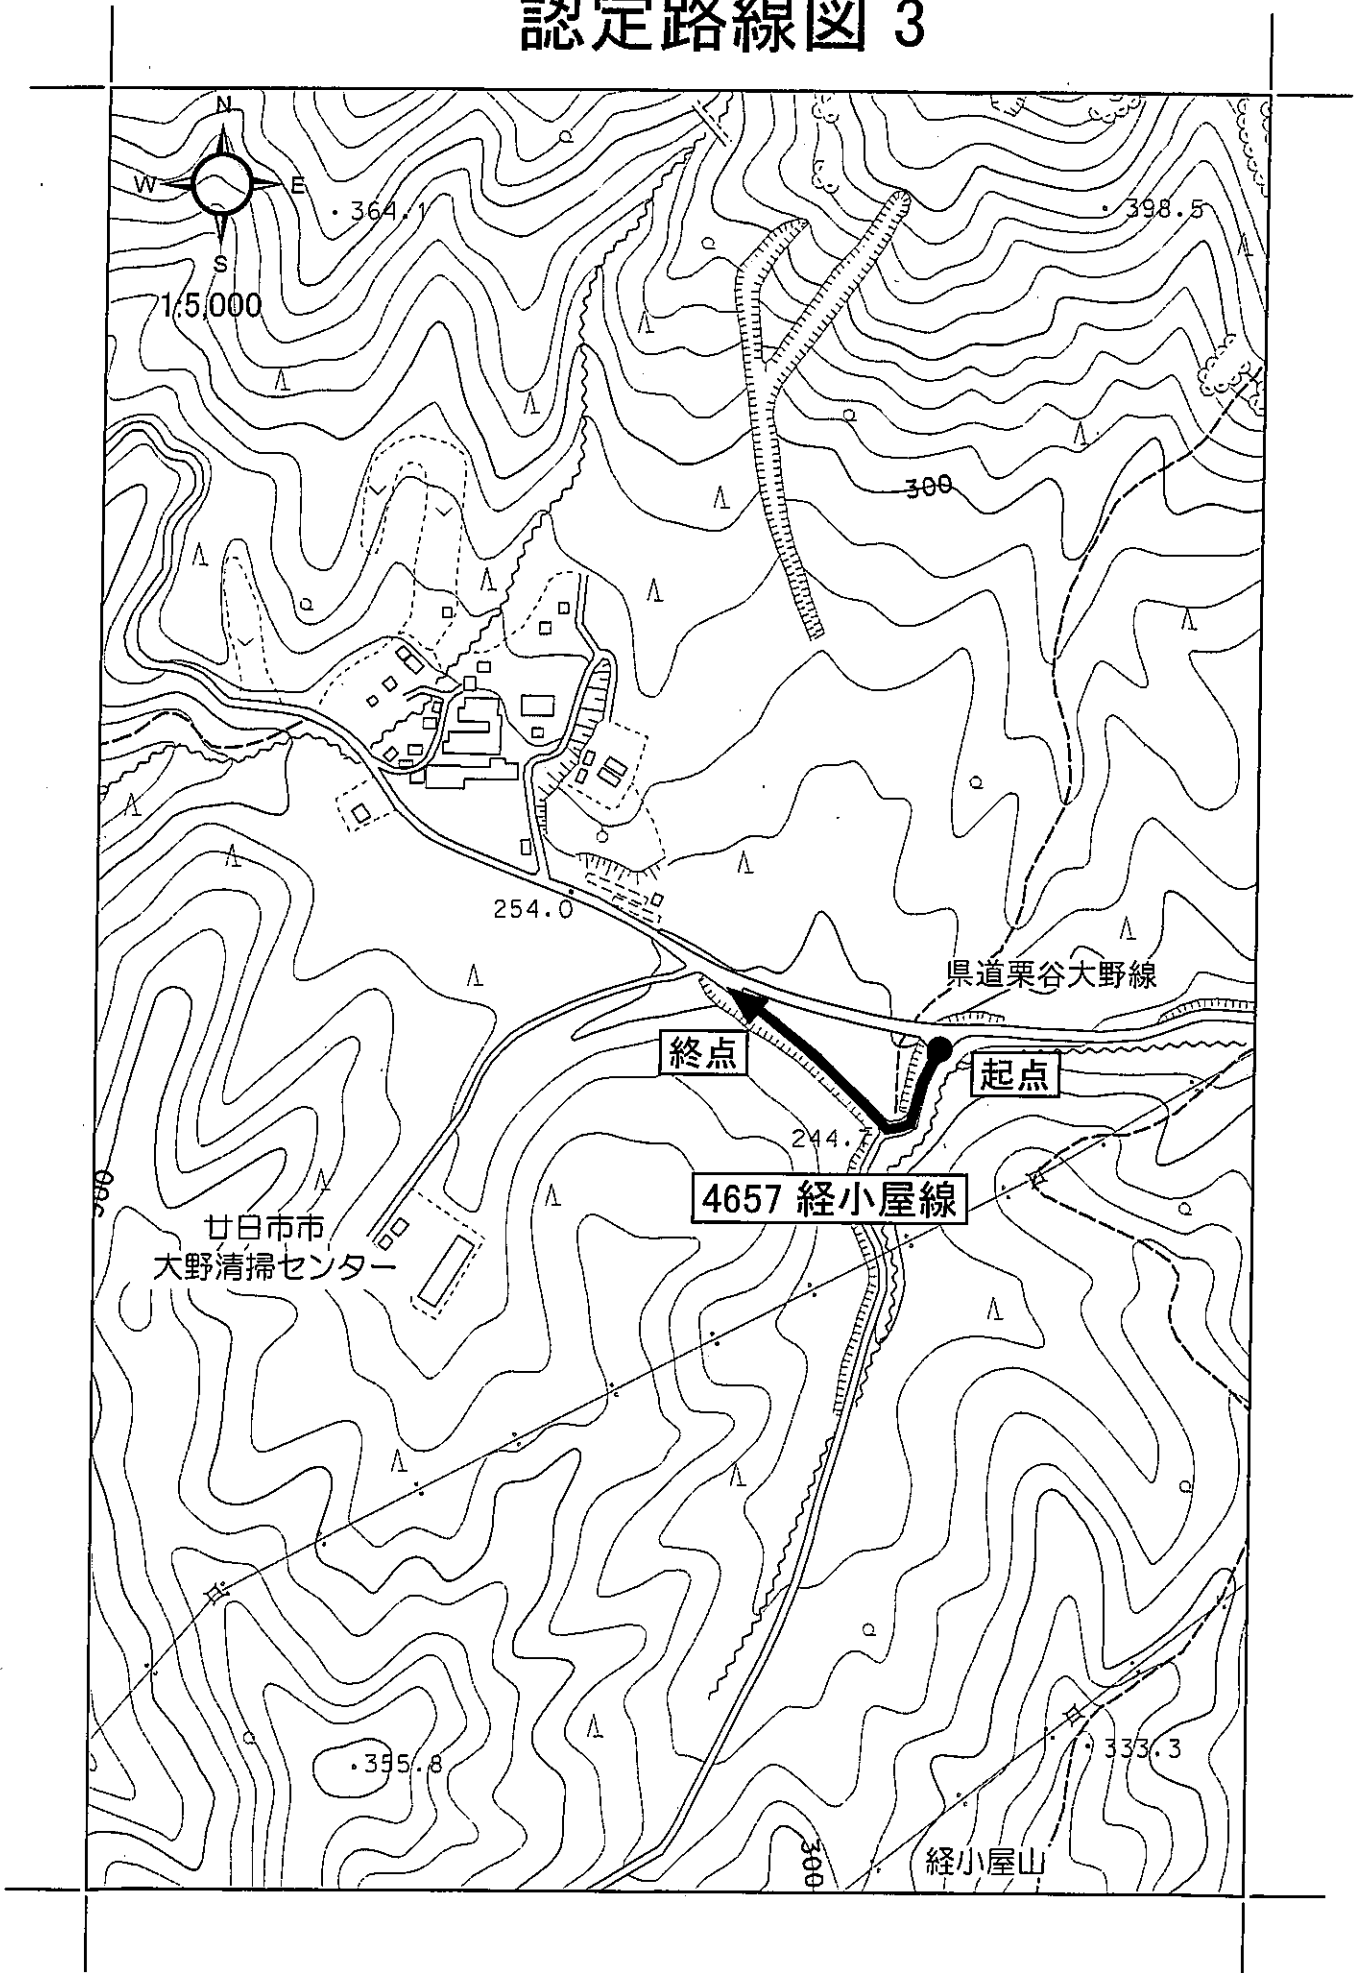 認定路線図 3
N
W E
S
1:5,000
364.1
398.5
300
254.0
県道栗谷大野線
終点
起点
244.7
4657 経小屋線
300
廿日市市
大野清掃センター
355.8
333.3
300
経小屋山